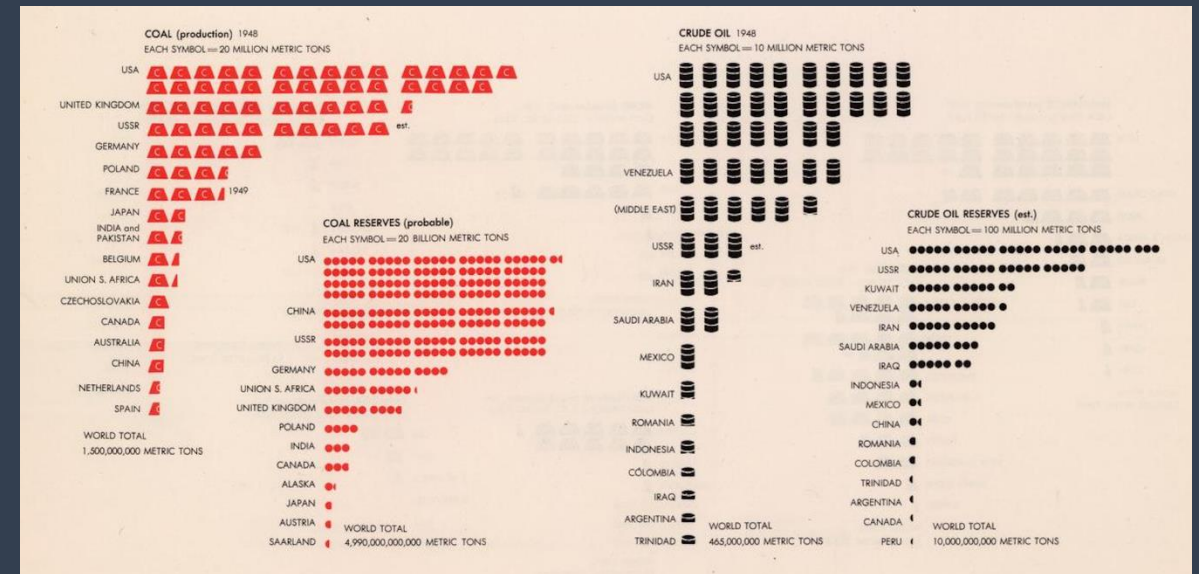 COAL (production) 1948
EACH SYMBOL = 20 MILLION METRIC TONS
USA
UNITED KINGDOM
USSR est.
GERMANY
POLAND
FRANCE 1949
JAPAN
INDIA and
PAKISTAN
BELGIUM
UNION S. AFRICA
CZECHOSLOVAKIA
CANADA
AUSTRALIA
CHINA
NETHERLANDS
SPAIN
WORLD TOTAL
1,500,000,000 METRIC TONS
COAL RESERVES (probable)
EACH SYMBOL = 20 BILLION METRIC TONS
USA
CHINA
USSR
GERMANY
UNION S. AFRICA
UNITED KINGDOM
POLAND
INDIA
CANADA
ALASKA
JAPAN
AUSTRIA
SAARLAND
WORLD TOTAL
4,990,000,000,000 METRIC TONS
CRUDE OIL 1948
EACH SYMBOL = 10 MILLION METRIC TONS
USA
VENEZUELA
(MIDDLE EAST)
USSR est.
IRAN
SAUDI ARABIA
MEXICO
KUWAIT
ROMANIA
INDONESIA
COLOMBIA
IRAQ
ARGENTINA
TRINIDAD
WORLD TOTAL
465,000,000 METRIC TONS
CRUDE OIL RESERVES (est.)
EACH SYMBOL = 100 MILLION METRIC TONS
USA
USSR
KUWAIT
VENEZUELA
IRAN
SAUDI ARABIA
IRAQ
INDONESIA
MEXICO
CHINA
ROMANIA
COLOMBIA
TRINIDAD
ARGENTINA
CANADA
PERU
WORLD TOTAL
10,000,000,000 METRIC TONS